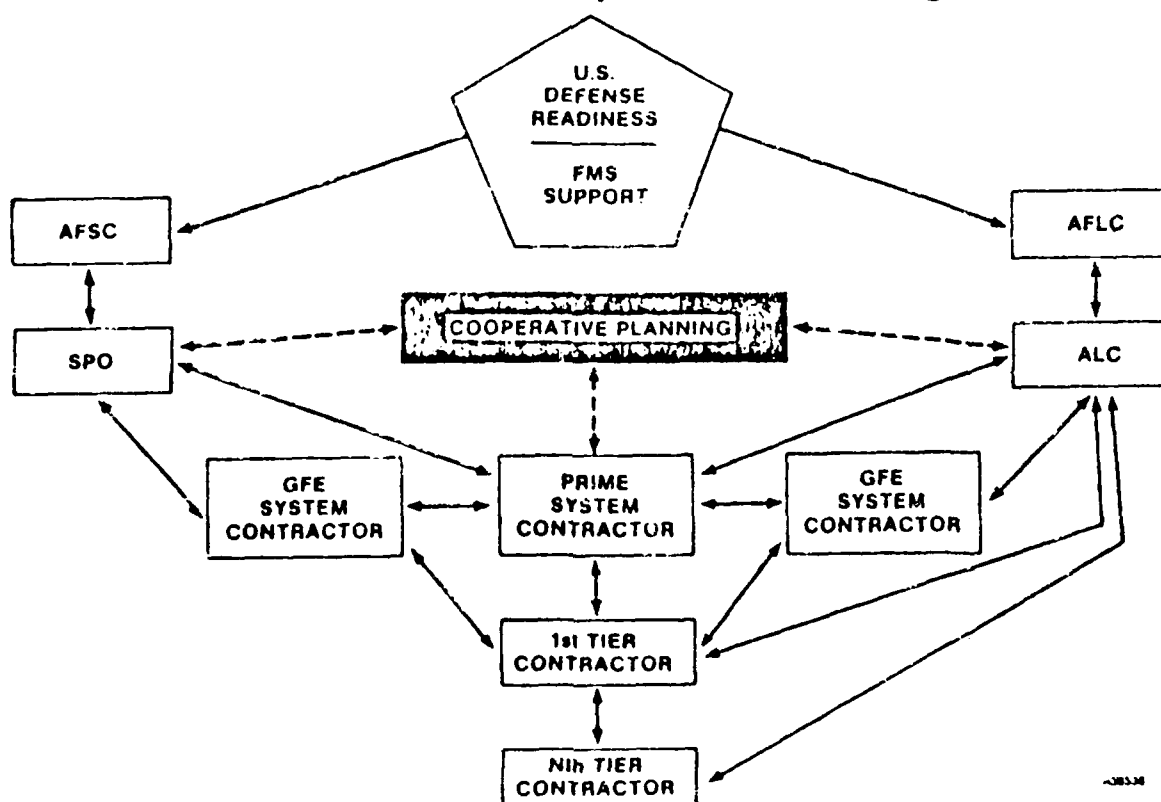 U.S.
DEFENSE
READINESS
FMS
SUPPORT
AFSC
AFLC
COOPERATIVE PLANNING
SPO
ALC
GFE
SYSTEM
CONTRACTOR
PRIME
SYSTEM
CONTRACTOR
GFE
SYSTEM
CONTRACTOR
1st TIER
CONTRACTOR
Nth TIER
CONTRACTOR